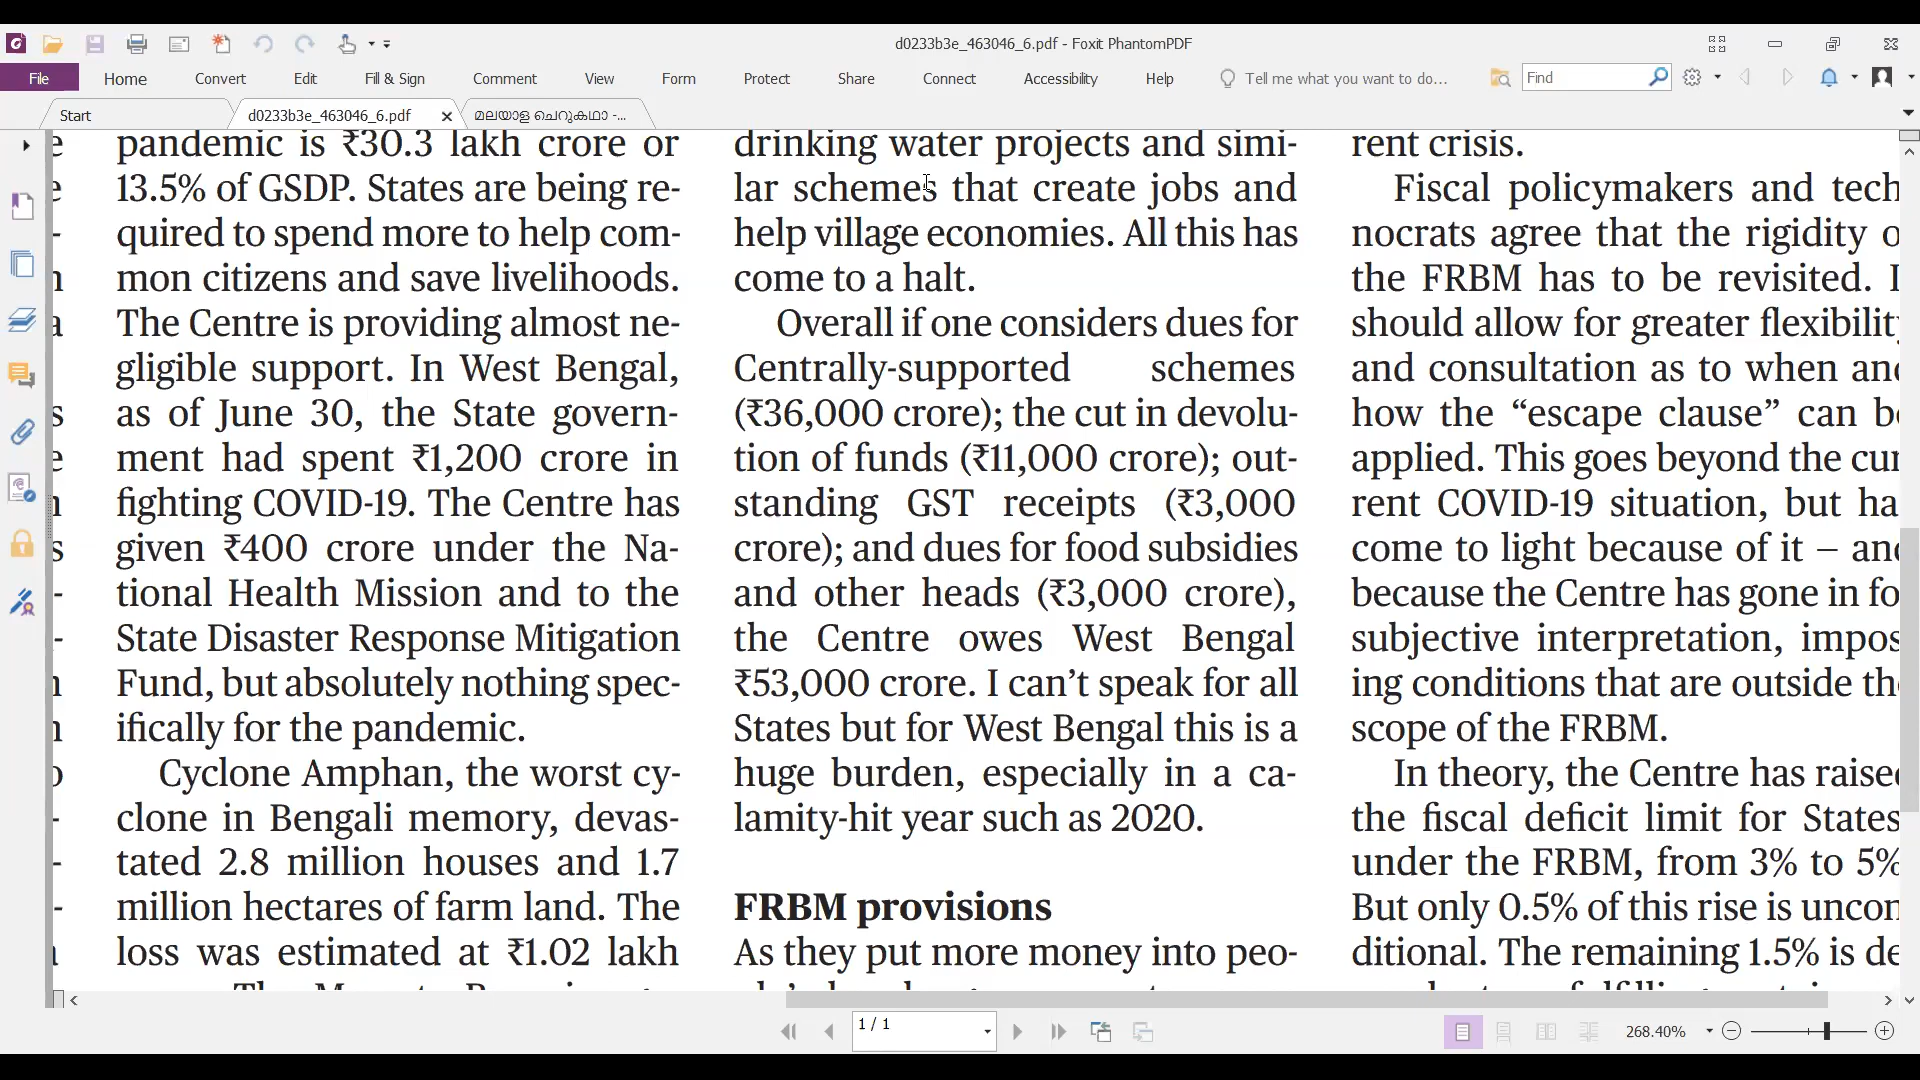 d0233b3e_463046_6.pdf - Foxit PhantomPDF
File Home Convert Edit Fill & Sign Comment View Form Protect Share Connect Accessibility Help Tell me what you want to do... Find
Start d0233b3e_463046_6.pdf മലയാള ചെറുകഥാ -...
pandemic is ₹30.3 lakh crore or
13.5% of GSDP. States are being re-
quired to spend more to help com-
mon citizens and save livelihoods.
The Centre is providing almost ne-
gligible support. In West Bengal,
as of June 30, the State govern-
ment had spent ₹1,200 crore in
fighting COVID-19. The Centre has
given ₹400 crore under the Na-
tional Health Mission and to the
State Disaster Response Mitigation
Fund, but absolutely nothing spec-
ifically for the pandemic.
Cyclone Amphan, the worst cy-
clone in Bengali memory, devas-
tated 2.8 million houses and 1.7
million hectares of farm land. The
loss was estimated at ₹1.02 lakh
drinking water projects and simi-
lar schemes that create jobs and
help village economies. All this has
come to a halt.
Overall if one considers dues for
Centrally-supported schemes
(₹36,000 crore); the cut in devolu-
tion of funds (₹11,000 crore); out-
standing GST receipts (₹3,000
crore); and dues for food subsidies
and other heads (₹3,000 crore),
the Centre owes West Bengal
₹53,000 crore. I can't speak for all
States but for West Bengal this is a
huge burden, especially in a ca-
lamity-hit year such as 2020.
FRBM provisions
As they put more money into peo-
rent crisis.
Fiscal policymakers and tech
nocrats agree that the rigidity o
the FRBM has to be revisited. I
should allow for greater flexibilit
and consultation as to when and
how the “escape clause” can be
applied. This goes beyond the cur
rent COVID-19 situation, but ha
come to light because of it – and
because the Centre has gone in fo
subjective interpretation, impos
ing conditions that are outside the
scope of the FRBM.
In theory, the Centre has raised
the fiscal deficit limit for States
under the FRBM, from 3% to 5%
But only 0.5% of this rise is uncon
ditional. The remaining 1.5% is de
1 / 1
268.40%